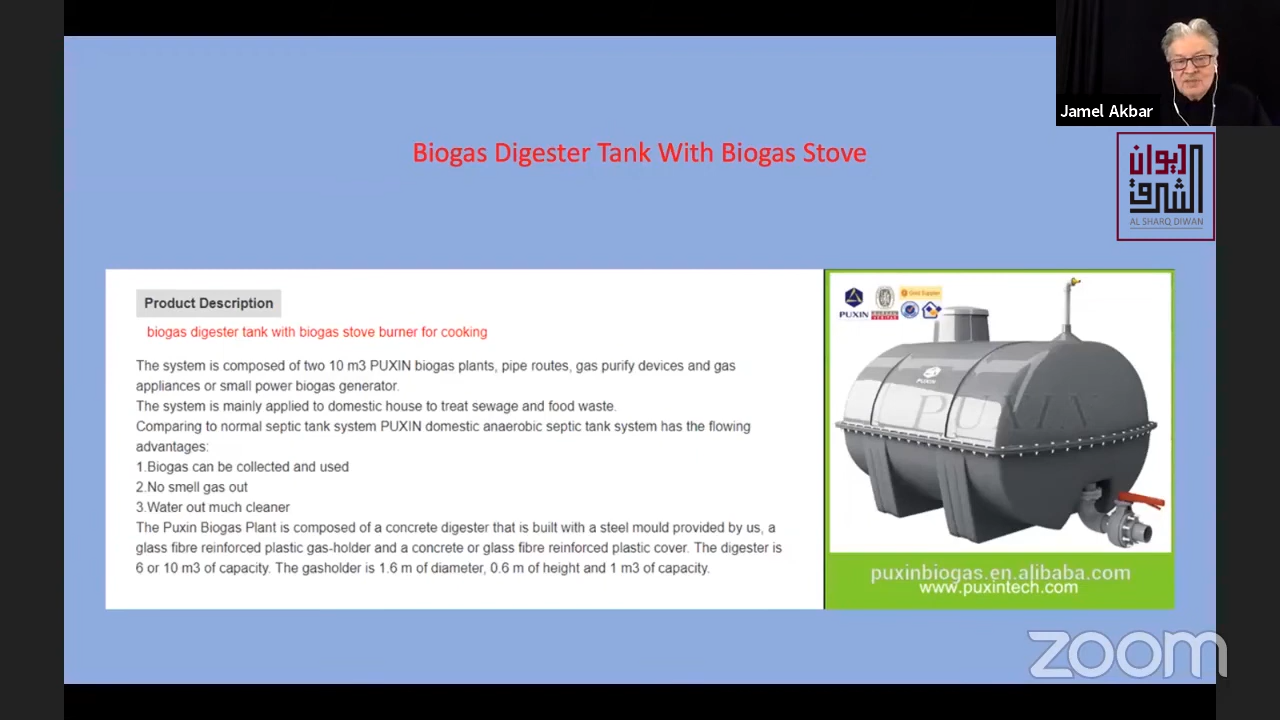 Jamel Akbar
ديوان
الشرق
AL SHARQ DIWAN
Biogas Digester Tank With Biogas Stove
Product Description
biogas digester tank with biogas stove burner for cooking
The system is composed of two 10 m3 PUXIN biogas plants, pipe routes, gas purify devices and gas
appliances or small power biogas generator.
The system is mainly applied to domestic house to treat sewage and food waste.
Comparing to normal septic tank system PUXIN domestic anaerobic septic tank system has the flowing
advantages:
1.Biogas can be collected and used
2.No smell gas out
3.Water out much cleaner
The Puxin Biogas Plant is composed of a concrete digester that is built with a steel mould provided by us, a
glass fibre reinforced plastic gas-holder and a concrete or glass fibre reinforced plastic cover. The digester is
6 or 10 m3 of capacity. The gasholder is 1.6 m of diameter, 0.6 m of height and 1 m3 of capacity.
PUXIN
Gold Supplier
PUXIN
PUXIN
puxinbiogas.en.alibaba.com
www.puxintech.com
zoom